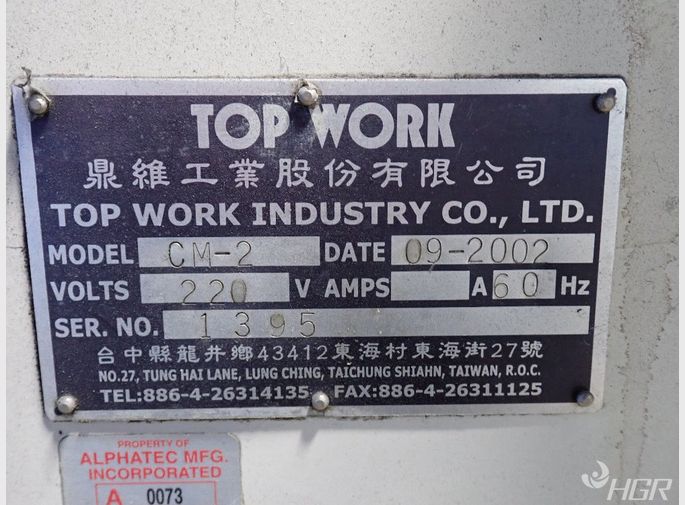 TOP WORK
鼎維工業股份有限公司
TOP WORK INDUSTRY CO., LTD.
MODEL CM-2 DATE 09-2002
VOLTS 220 V AMPS A 60 Hz
SER. NO. 1395
台中縣龍井鄉43412東海村東海街27號
NO.27, TUNG HAI LANE, LUNG CHING, TAICHUNG SHIAHN, TAIWAN, R.O.C.
TEL:886-4-26314135 FAX:886-4-26311125
PROPERTY OF
ALPHATEC MFG.
INCORPORATED
A 0073
HGR